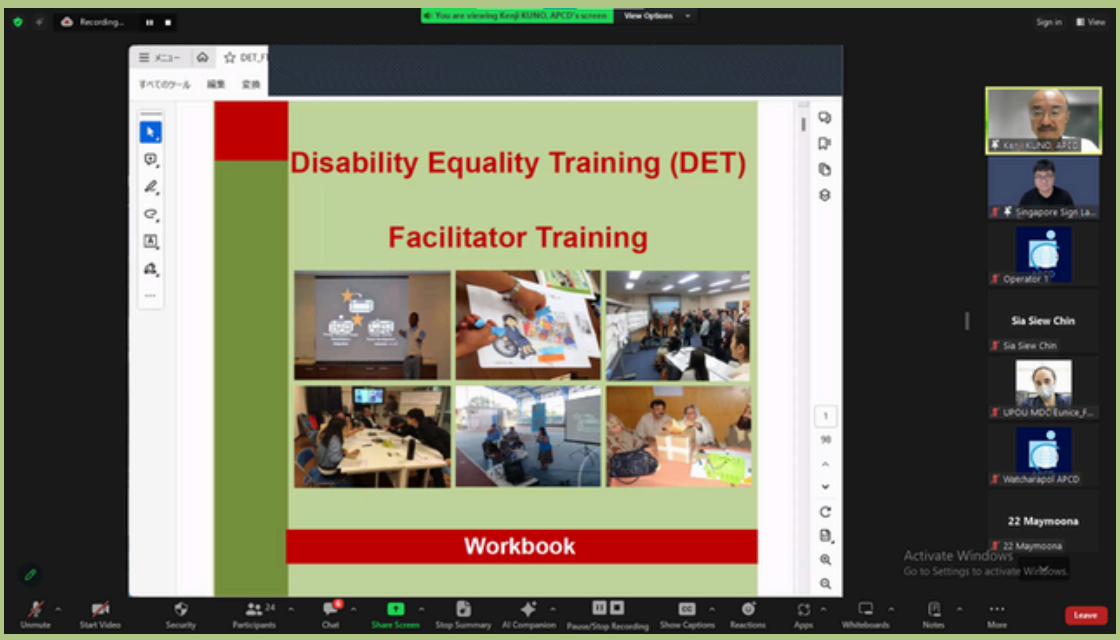 Recording...
You are viewing Kenji KUNO, APCD's screen
View Options
Sign in
View
メニュー
DET_F
すべてのツール 編集 変換
Disability Equality Training (DET)
Facilitator Training
Workbook
1
98
Kenji KUNO, APCD
Singapore Sign La...
Operator 1
Sia Siew Chin
Sia Siew Chin
UPOU MDC Eunice_F...
Watcharapol APCD
22 Maymoona
22 Maymoona
Activate Windows
Go to Settings to activate Windows.
Unmute
Start Video
Security
Participants
24
Chat
Share Screen
Stop Summary
AI Companion
Pause/Stop Recording
CC
Show Captions
Reactions
Apps
Whiteboards
Notes
More
Leave